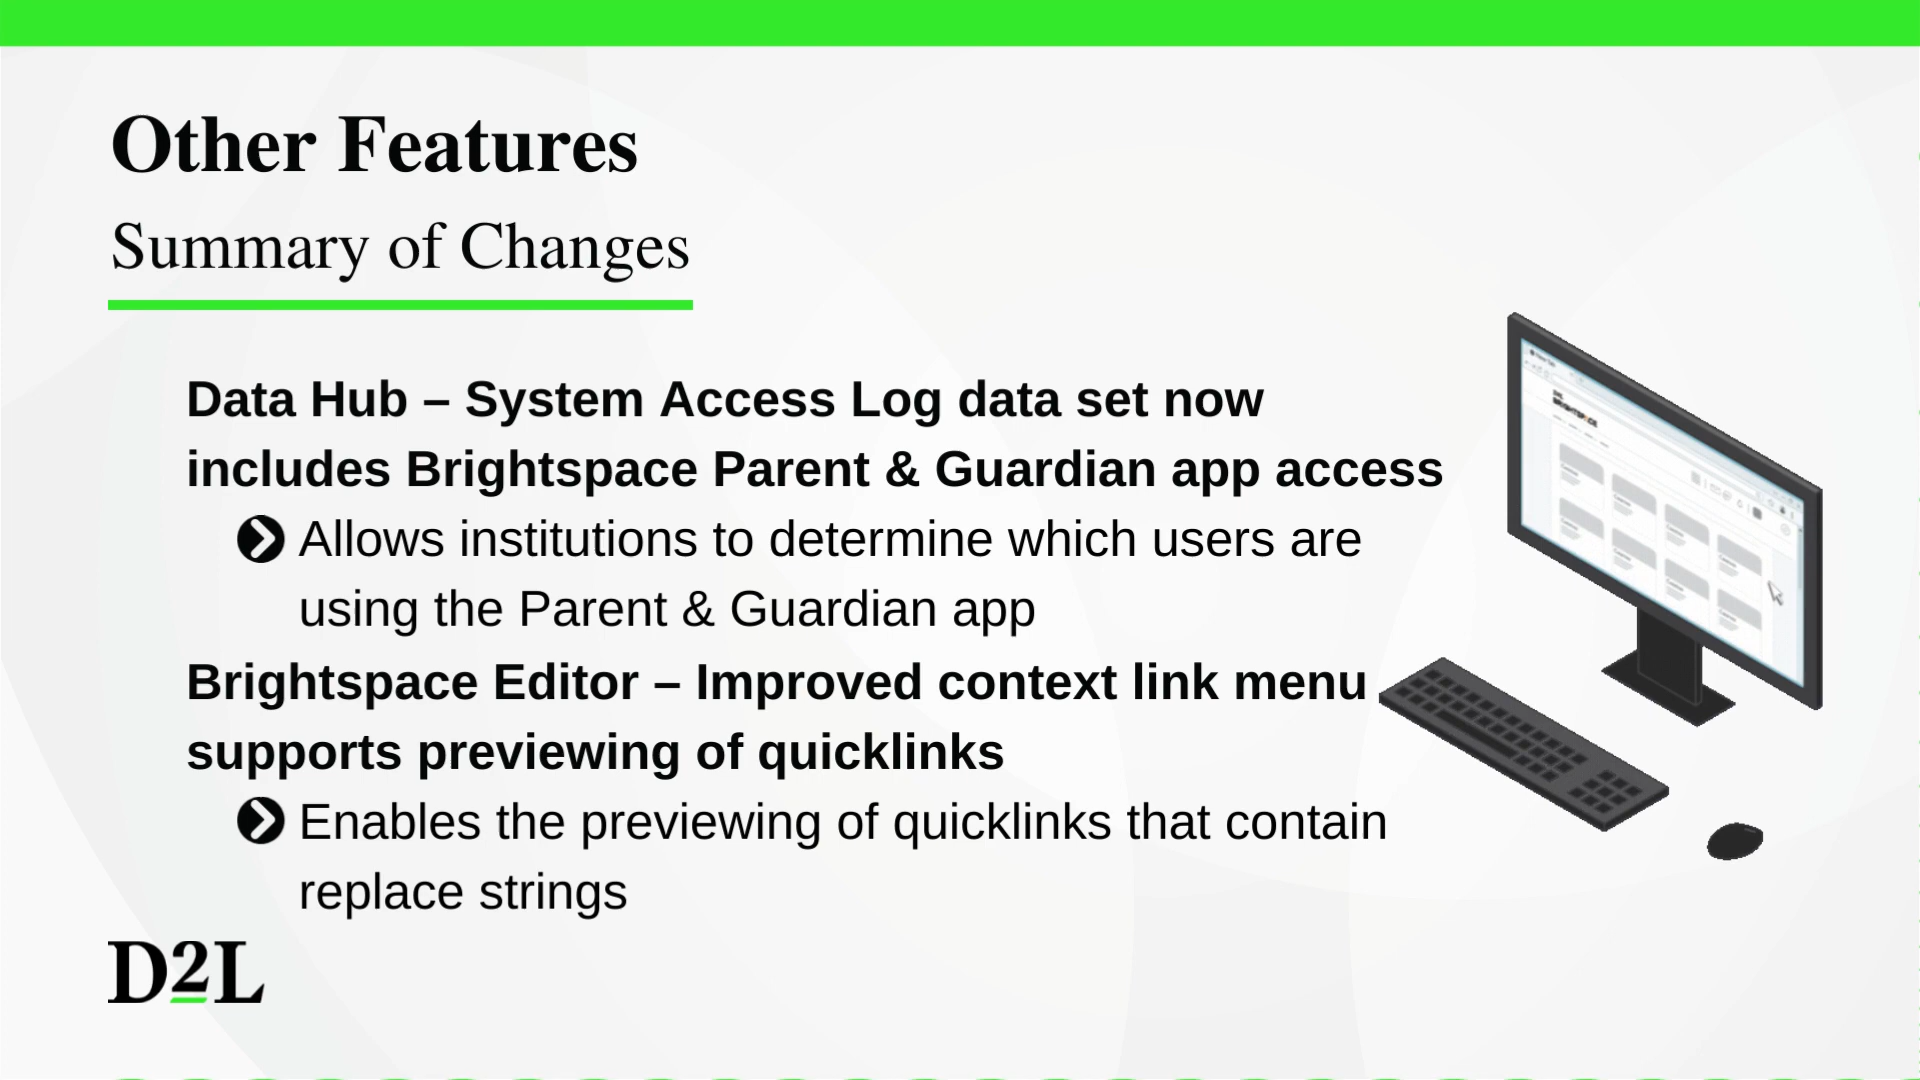 Other Features
Summary of Changes
Data Hub – System Access Log data set now
includes Brightspace Parent & Guardian app access
Allows institutions to determine which users are
using the Parent & Guardian app
Brightspace Editor – Improved context link menu
supports previewing of quicklinks
Enables the previewing of quicklinks that contain
replace strings
D2L